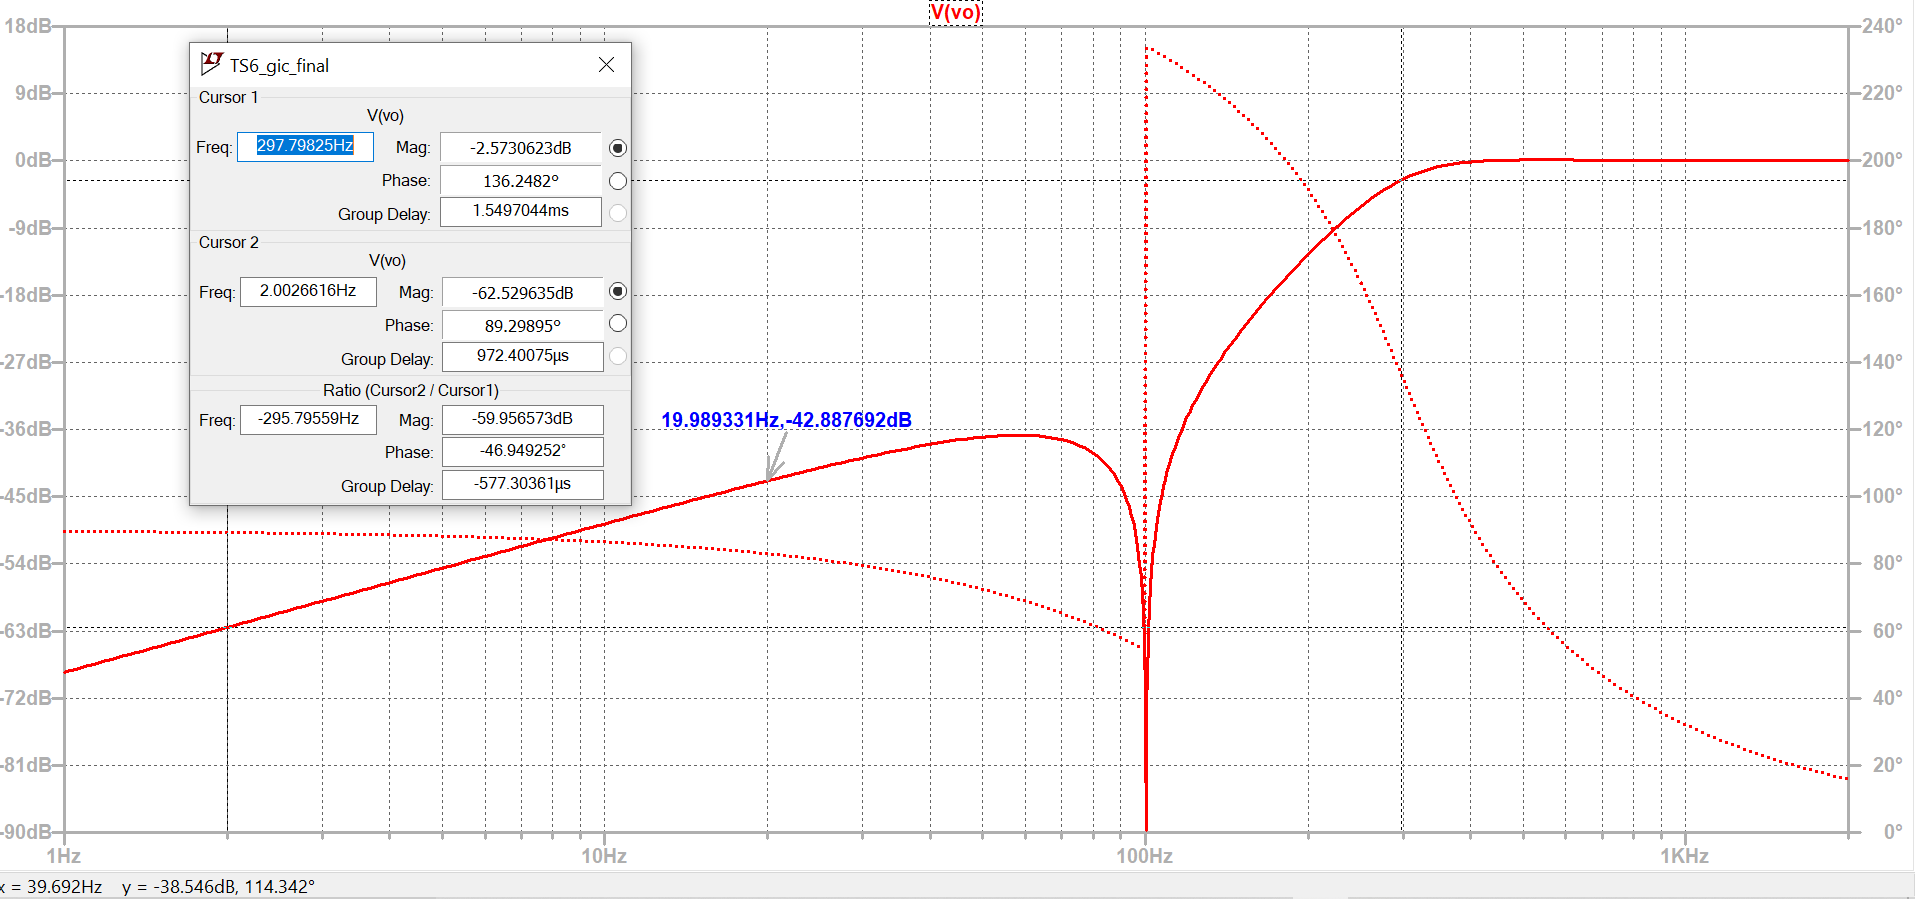 V(vo)
18dB
9dB
0dB
-9dB
-18dB
-27dB
-36dB
-45dB
-54dB
-63dB
-72dB
-81dB
-90dB
TS6_gic_final
Cursor 1
V(vo)
Freq: 297.79825Hz Mag: -2.5730623dB
Phase: 136.2482°
Group Delay: 1.5497044ms
Cursor 2
V(vo)
Freq: 2.0026616Hz Mag: -62.529635dB
Phase: 89.29895°
Group Delay: 972.40075µs
Ratio (Cursor2 / Cursor1)
Freq: -295.79559Hz Mag: -59.956573dB
Phase: -46.949252°
Group Delay: -577.30361µs
19.989331Hz,-42.887692dB
240°
220°
200°
180°
160°
140°
120°
100°
80°
60°
40°
20°
0°
1Hz 10Hz 100Hz 1KHz
x = 39.692Hz y = -38.546dB, 114.342°